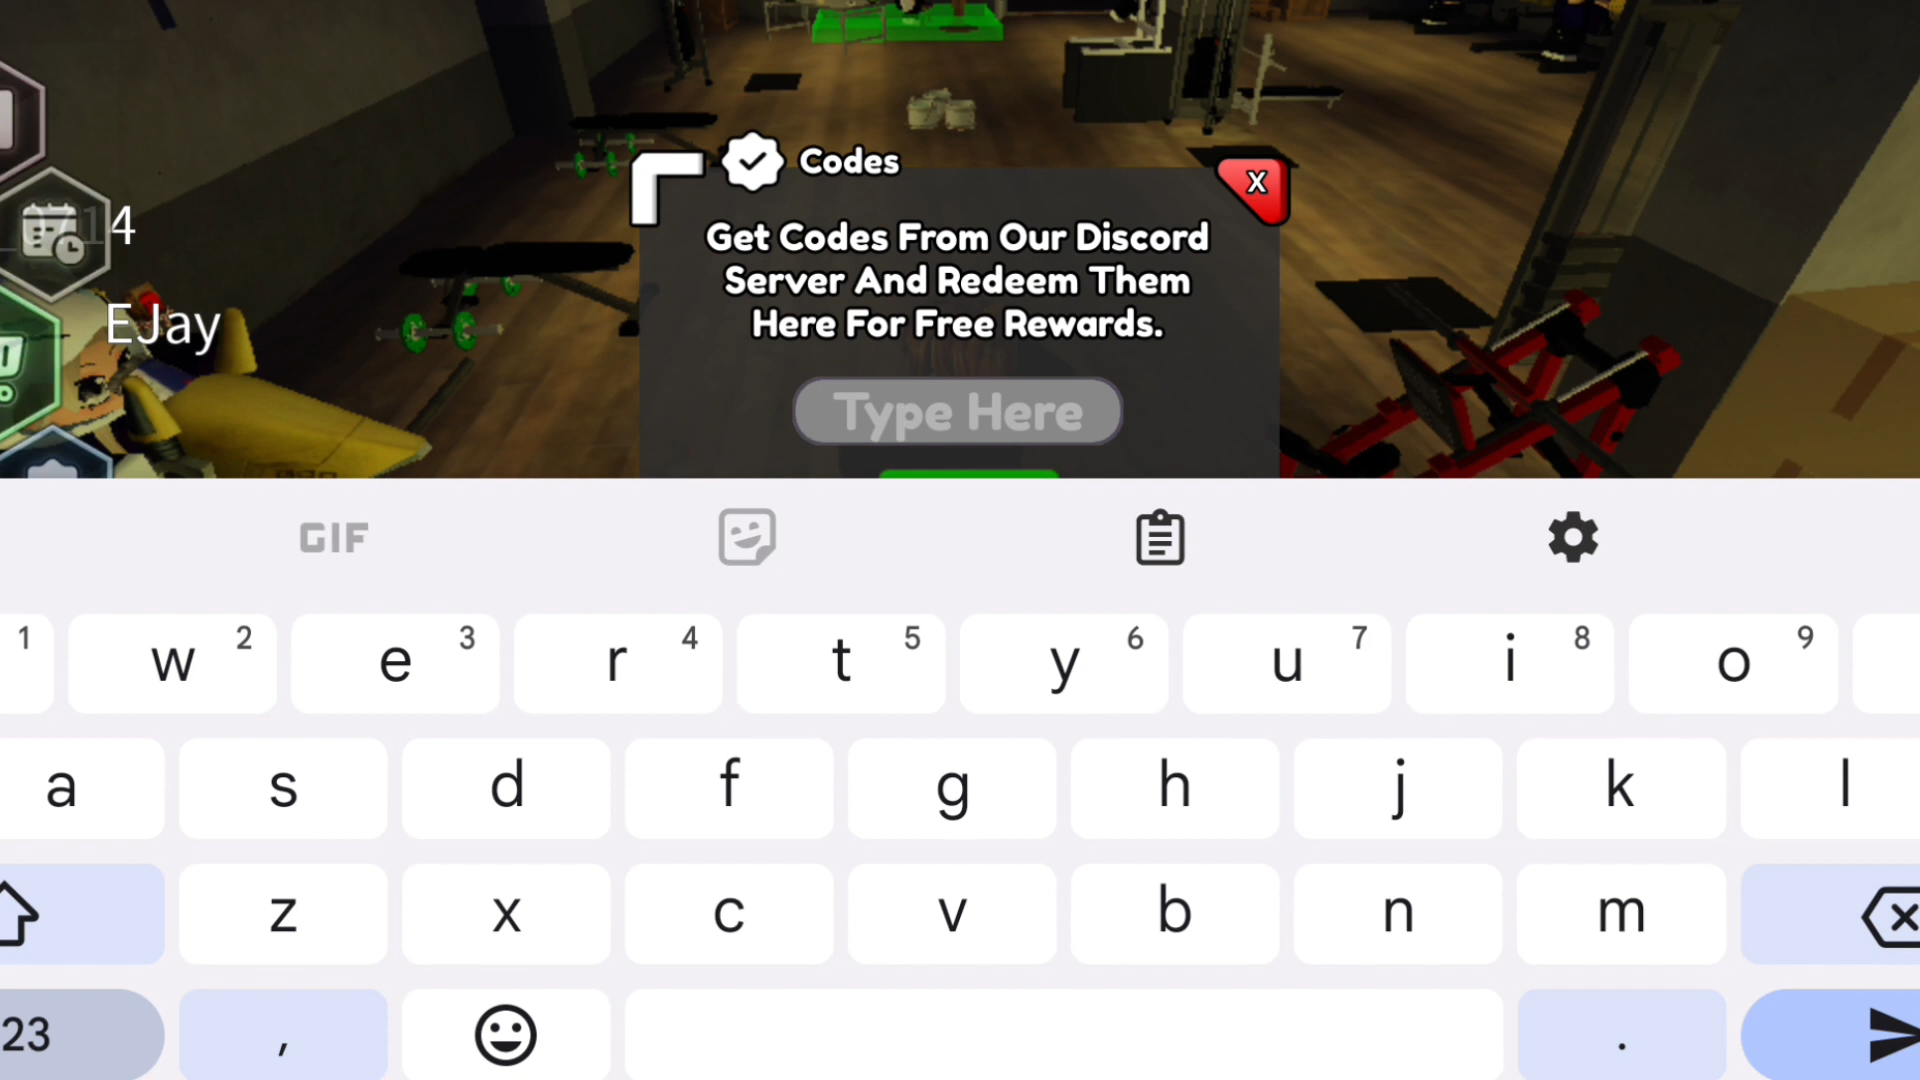 Codes
X
Get Codes From Our Discord
Server And Redeem Them
Here For Free Rewards.
Type Here
EJay
GIF
1 w 2 e 3 r 4 t 5 y 6 u 7 i 8 o 9
a s d f g h j k l
z x c v b n m
23 , .